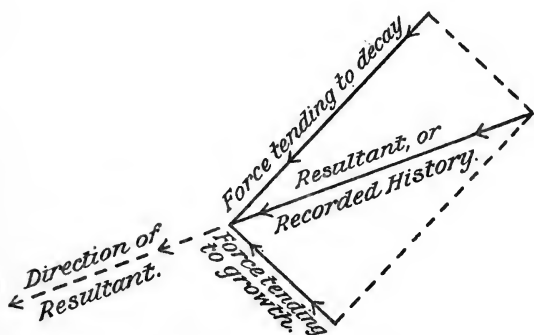 Force tending to decay
Resultant, or
Recorded History.
Force tending
to growth.
Direction of
Resultant.